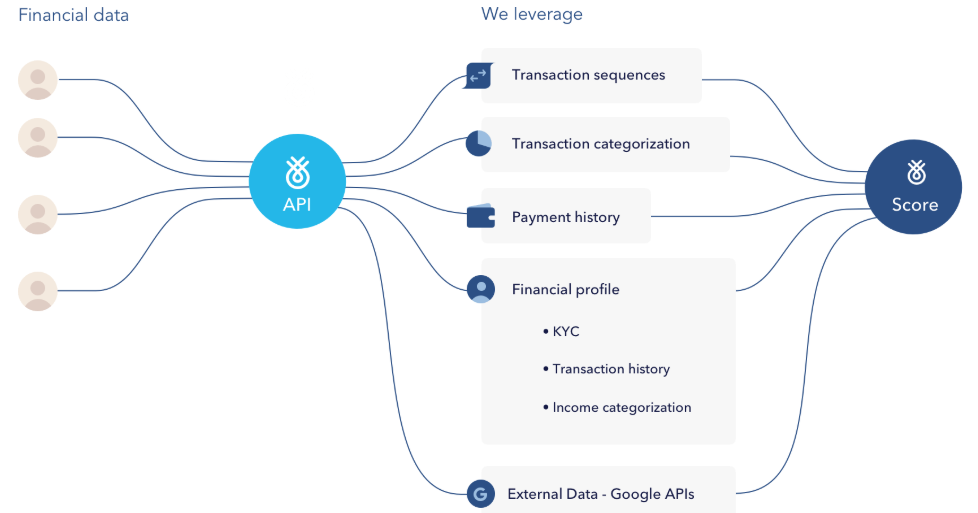 Financial data
We leverage
Transaction sequences
Transaction categorization
API
Score
Payment history
Financial profile
• KYC
• Transaction history
• Income categorization
G External Data - Google APIs